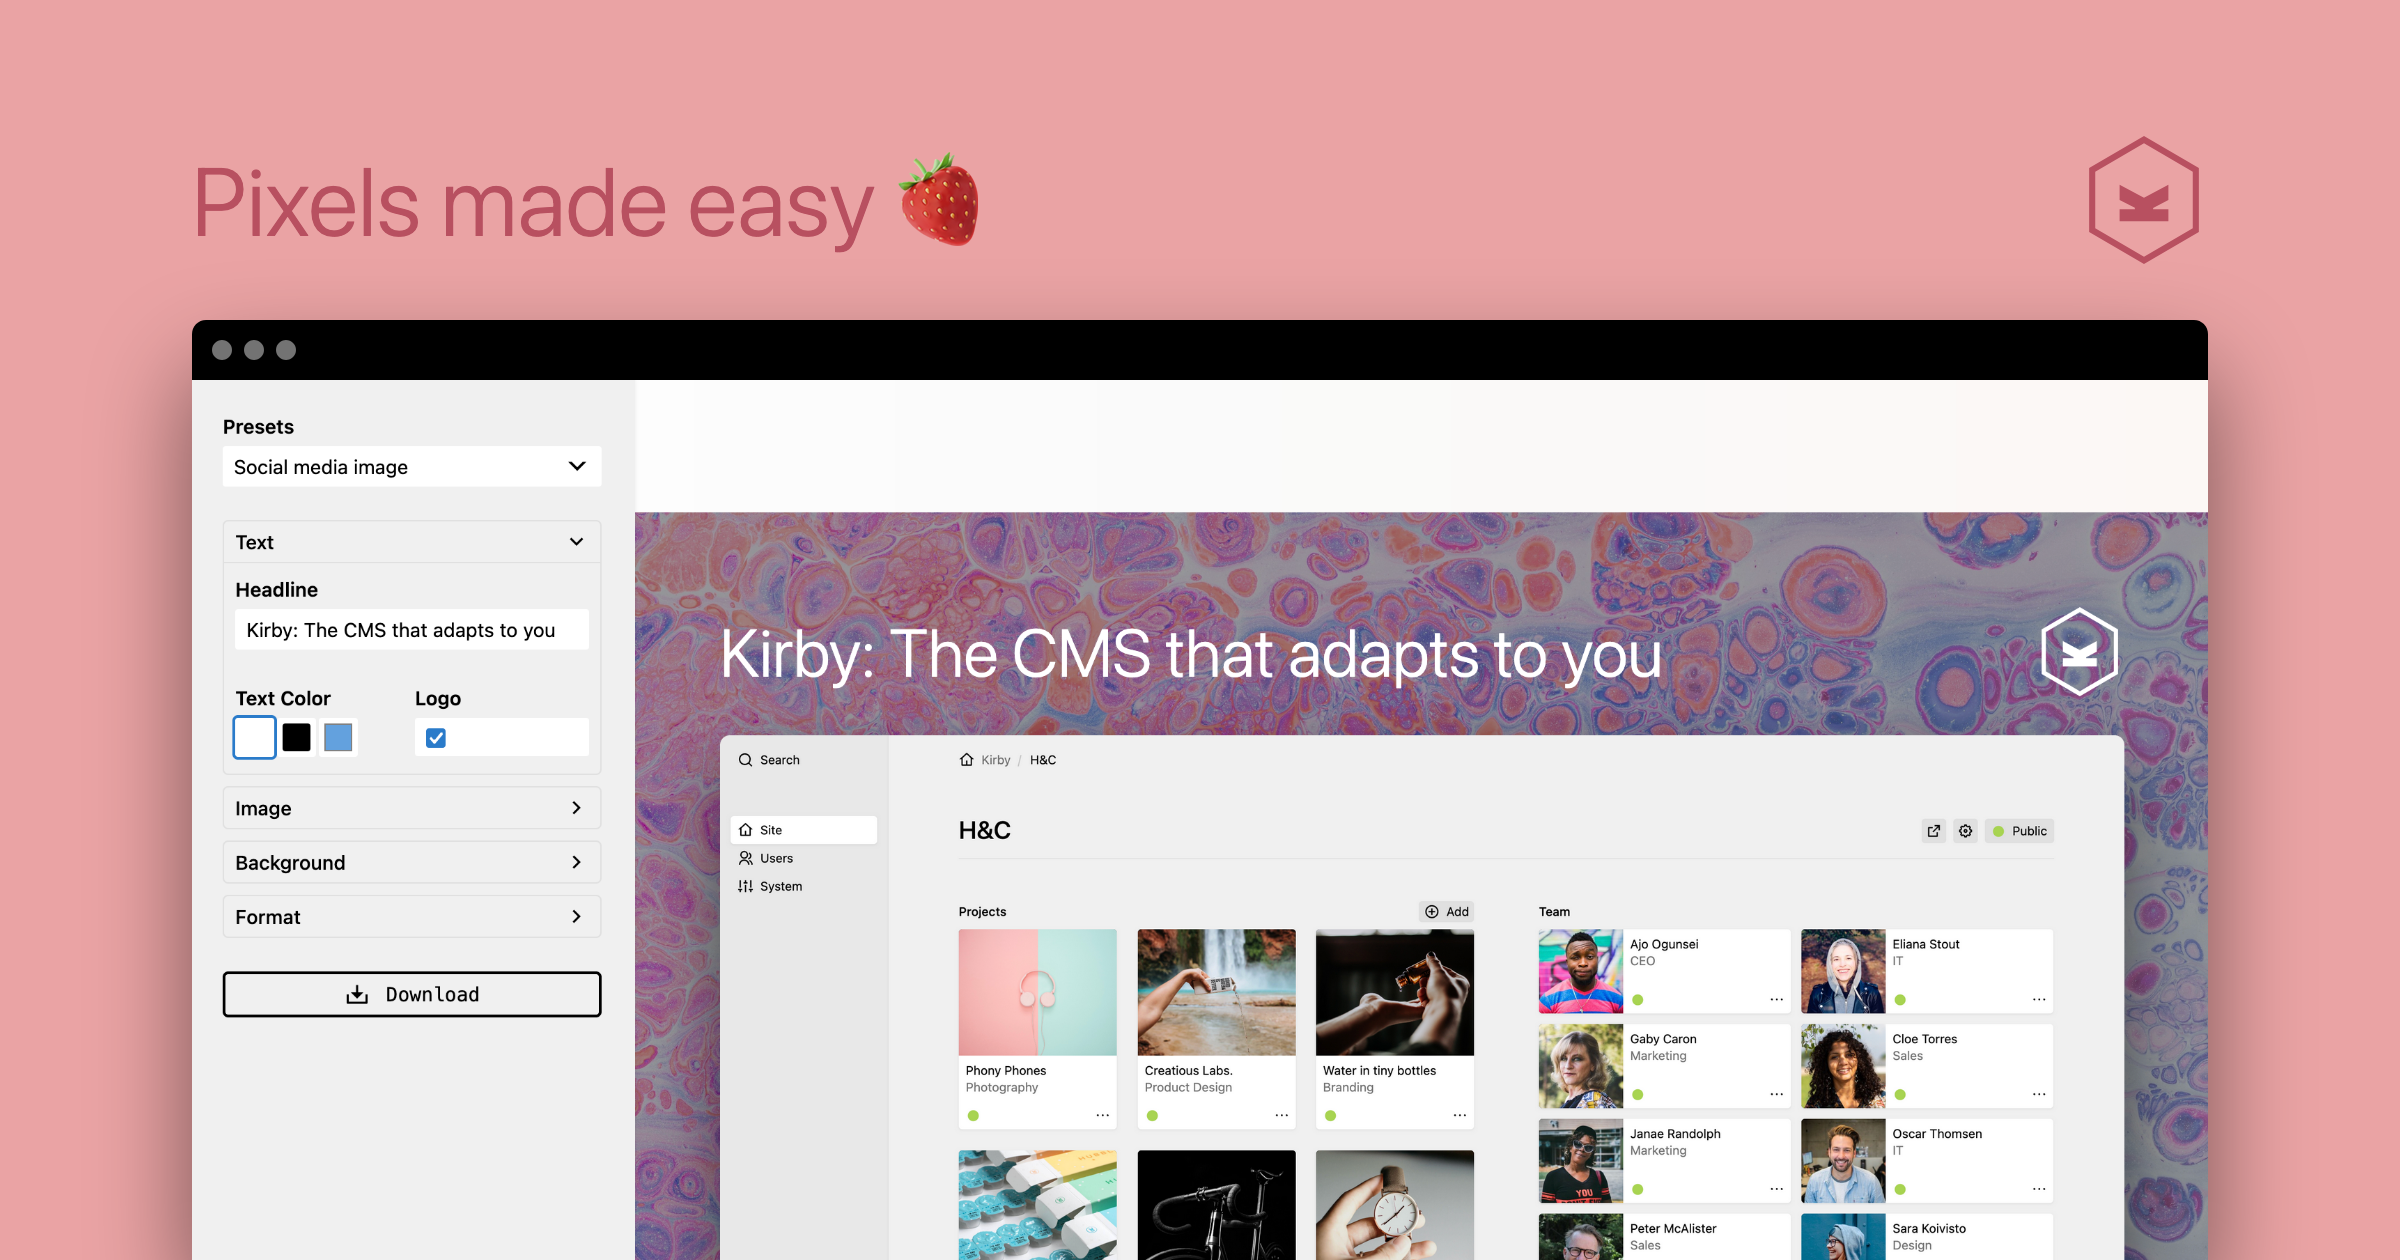 Pixels made easy 🍓
Presets
Social media image
Text
Headline
Kirby: The CMS that adapts to you
Text Color
Logo
Image
Background
Format
Download
Kirby: The CMS that adapts to you
Search
Site
Users
System
Kirby / H&C
H&C
Public
Projects
Add
Phony Phones
Photography
Creatious Labs.
Product Design
Water in tiny bottles
Branding
Team
Ajo Ogunsei
CEO
Eliana Stout
IT
Gaby Caron
Marketing
Cloe Torres
Sales
Janae Randolph
Marketing
YOU
Oscar Thomsen
IT
Peter McAlister
Sales
Sara Koivisto
Design